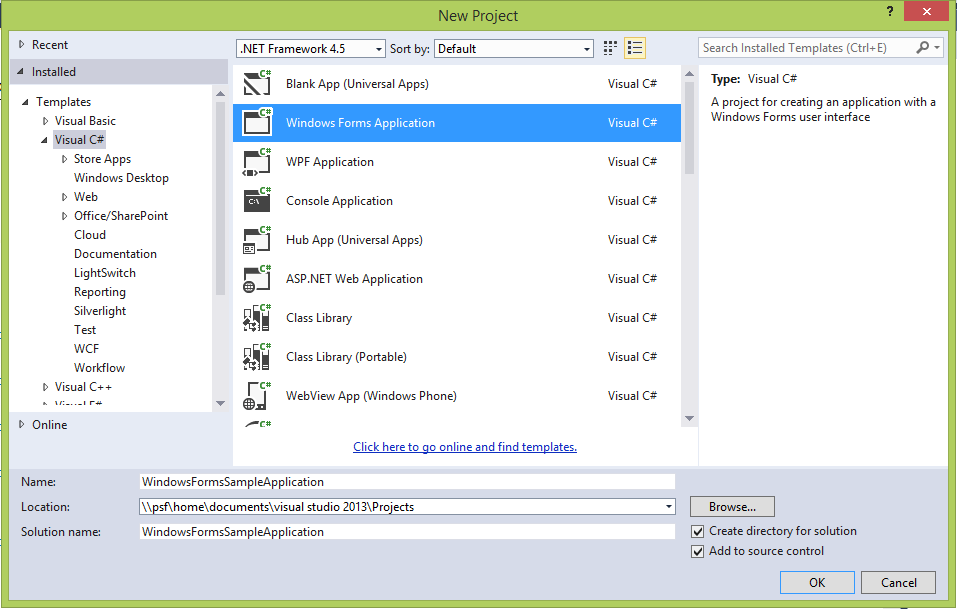 New Project
?
Recent
Installed
Templates
Visual Basic
Visual C#
Store Apps
Windows Desktop
Web
Office/SharePoint
Cloud
Documentation
LightSwitch
Reporting
Silverlight
Test
WCF
Workflow
Visual C++
Online
.NET Framework 4.5
Sort by: Default
C# Blank App (Universal Apps) Visual C#
C# Windows Forms Application Visual C#
C# WPF Application Visual C#
C# C:\ Console Application Visual C#
C# Hub App (Universal Apps) Visual C#
C# ASP.NET Web Application Visual C#
C# Class Library Visual C#
C# Class Library (Portable) Visual C#
C# WebView App (Windows Phone) Visual C#
C#
Click here to go online and find templates.
Search Installed Templates (Ctrl+E)
Type: Visual C#
A project for creating an application with a
Windows Forms user interface
Name: WindowsFormsSampleApplication
Location: \\psf\home\documents\visual studio 2013\Projects
Browse...
Solution name: WindowsFormsSampleApplication
Create directory for solution
Add to source control
OK Cancel